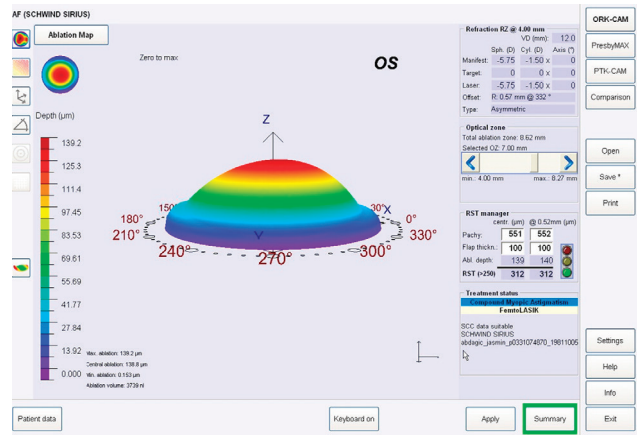 AF (SCHWIND SIRIUS)
Ablation Map
Zero to max
OS
Depth (µm)
139.2
125.3
111.4
97.45
83.53
69.61
55.69
41.77
27.84
13.92
0.000
Max. ablation: 139.2 µm
Central ablation: 138.8 µm
Min. ablation: 0.153 µm
Ablation volume: 3739 nl
Z
X
Y
180°
150°
210°
240°
270°
300°
330°
0°
30°
Refraction RZ @ 4.00 mm
VD (mm): 12.0
Sph. (D) Cyl. (D) Axis (°)
Manifest: -5.75 -1.50 x 0
Target: 0 0 x 0
Laser: -5.75 -1.50 x 0
Offset: R: 0.57 mm @ 332 °
Type: Asymmetric
Optical zone
Total ablation zone: 8.62 mm
Selected OZ: 7.00 mm
min.: 4.00 mm max.: 8.27 mm
RST manager
centr. (µm) @ 0.52mm (µm)
Pachy: 551 552
Flap thickn.: 100 100
Abl. depth: 139 140
RST (>250) 312 312
Treatment status
Compound Myopic Astigmatism
FemtoLASIK
SCC data suitable
SCHWIND SIRIUS
abdagic_jasmin_p0331074870_19811005
ORK-CAM
PresbyMAX
PTK-CAM
Comparison
Open
Save *
Print
Settings
Help
Info
Exit
Patient data
Keyboard on
Apply
Summary